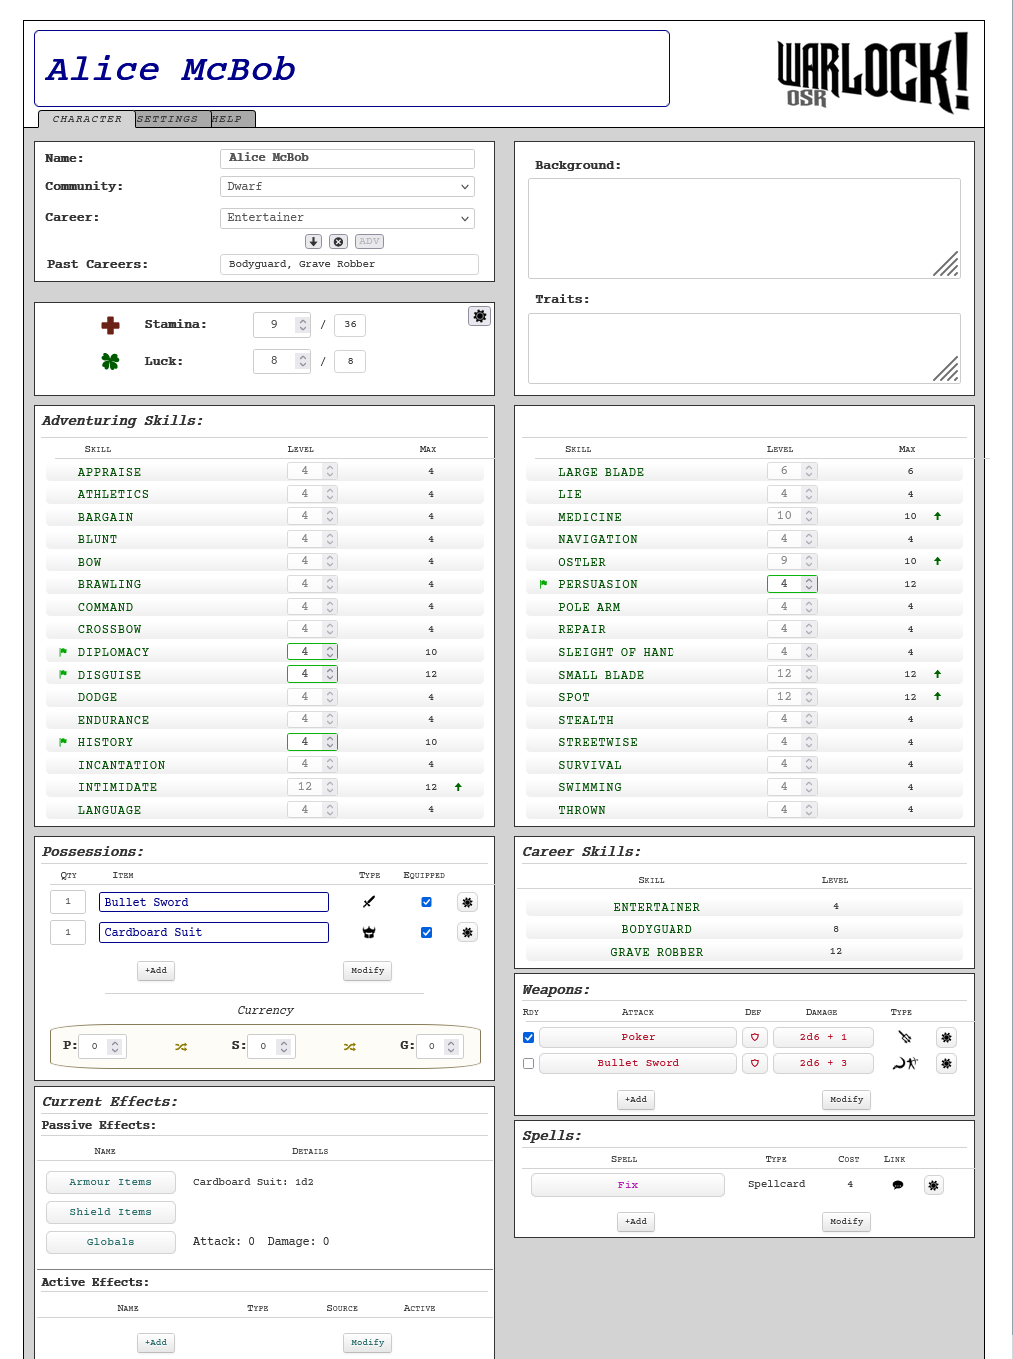 Alice McBob
WARLOCK!
OSR
CHARACTER SETTINGS HELP
Name: Alice McBob
Community: Dwarf
Career: Entertainer
ADV
Past Careers: Bodyguard, Grave Robber
Background:
Traits:
Stamina: 9 / 36
Luck: 8 / 8
Adventuring Skills:
Skill Level Max
APPRAISE 4 4
ATHLETICS 4 4
BARGAIN 4 4
BLUNT 4 4
BOW 4 4
BRAWLING 4 4
COMMAND 4 4
CROSSBOW 4 4
DIPLOMACY 4 10
DISGUISE 4 12
DODGE 4 4
ENDURANCE 4 4
HISTORY 4 10
INCANTATION 4 4
INTIMIDATE 12 12
LANGUAGE 4 4
Skill Level Max
LARGE BLADE 6 6
LIE 4 4
MEDICINE 10 10
NAVIGATION 4 4
OSTLER 9 10
PERSUASION 4 12
POLE ARM 4 4
REPAIR 4 4
SLEIGHT OF HAND 4 4
SMALL BLADE 12 12
SPOT 12 12
STEALTH 4 4
STREETWISE 4 4
SURVIVAL 4 4
SWIMMING 4 4
THROWN 4 4
Possessions:
Qty Item Type Equipped
1 Bullet Sword
1 Cardboard Suit
+Add Modify
Currency
P: 0 S: 0 G: 0
Career Skills:
Skill Level
ENTERTAINER 4
BODYGUARD 8
GRAVE ROBBER 12
Weapons:
Rdy Attack Def Damage Type
Poker 2d6 + 1
Bullet Sword 2d6 + 3
+Add Modify
Current Effects:
Passive Effects:
Name Details
Armour Items Cardboard Suit: 1d2
Shield Items
Globals Attack: 0 Damage: 0
Active Effects:
Name Type Source Active
+Add Modify
Spells:
Spell Type Cost Link
Fix Spellcard 4
+Add Modify